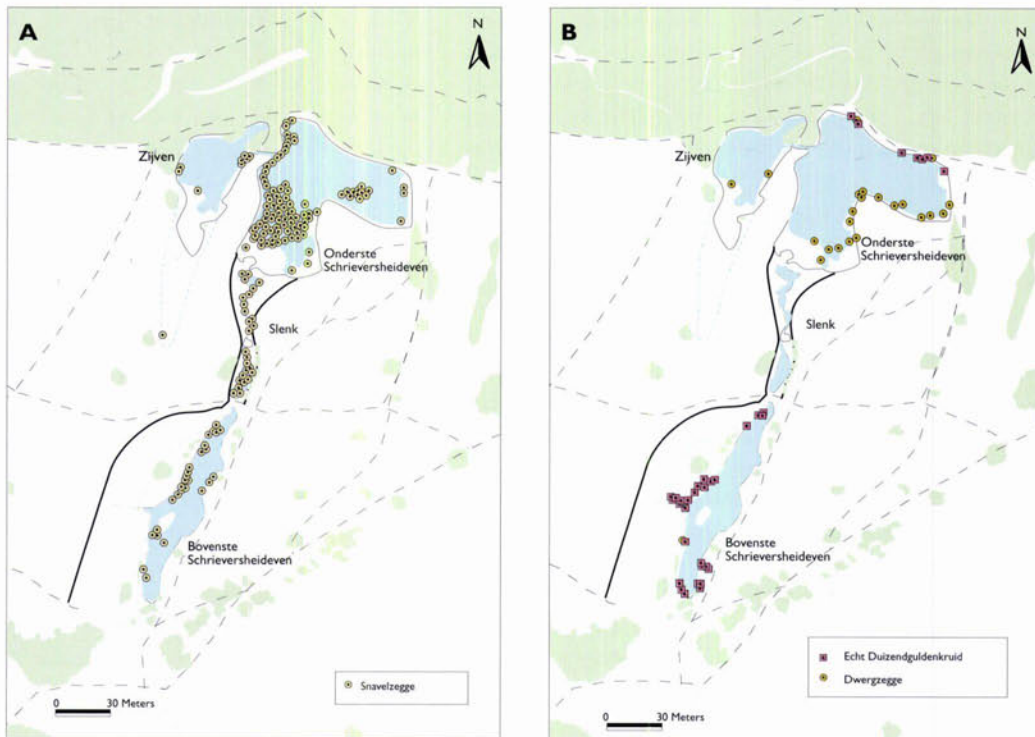 A
N
Zijven
Onderste
Schrieversheideven
Slenk
Bovenste
Schrieversheideven
Snavelzegge
0 30 Meters
B
N
Zijven
Onderste
Schrieversheideven
Slenk
Bovenste
Schrieversheideven
Echt Duizendguldenkruid
Dwergzegge
0 30 Meters